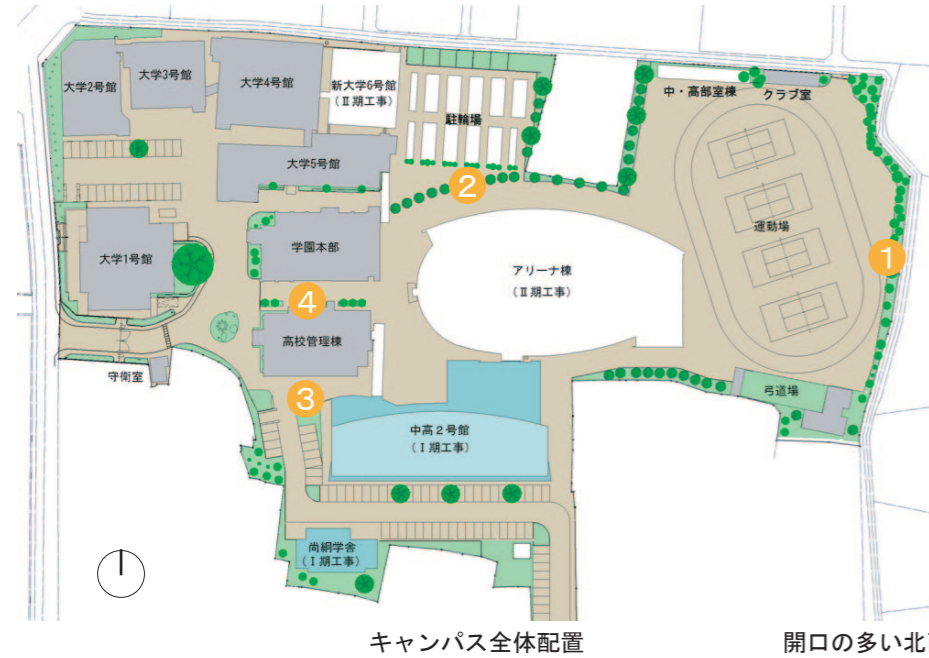 大学2号館
大学3号館
大学4号館
新大学6号館
(Ⅱ期工事)
駐輪場
中・高部室棟
クラブ室
大学5号館
②
運動場
①
大学1号館
学園本部
アリーナ棟
(Ⅱ期工事)
④
高校管理棟
守衛室
③
弓道場
中高2号館
(Ⅰ期工事)
尚絅学舎
(Ⅰ期工事)
キャンパス全体配置
開口の多い北